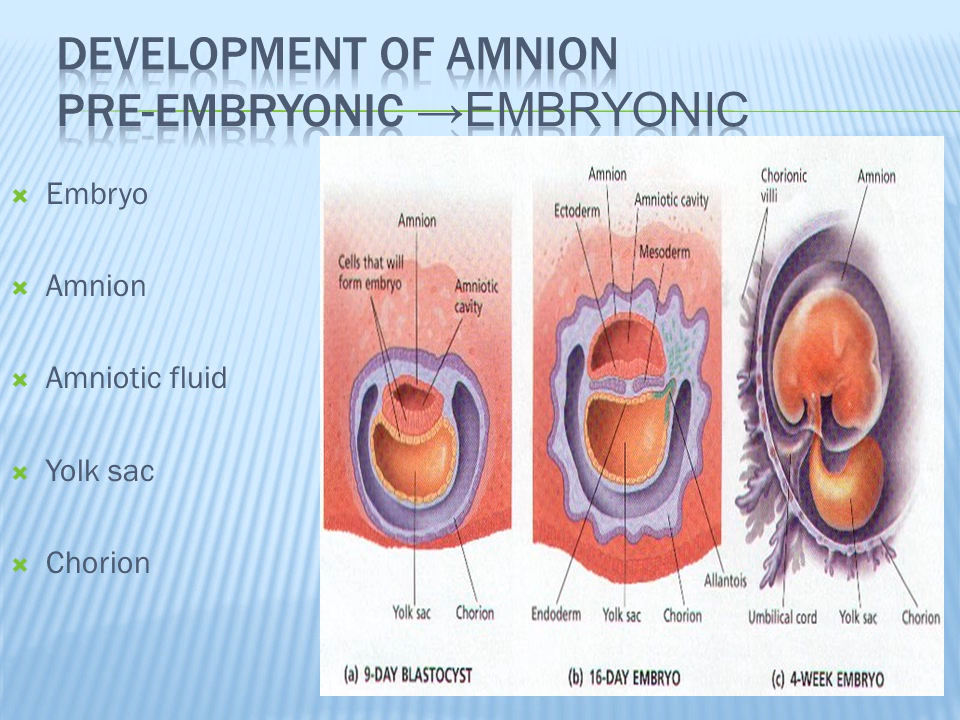 DEVELOPMENT OF AMNION
PRE-EMBRYONIC →EMBRYONIC
Embryo
Amnion
Amniotic fluid
Yolk sac
Chorion
Amnion
Cells that will
form embryo
Amniotic
cavity
Yolk sac
Chorion
(a) 9-DAY BLASTOCYST
Amnion
Ectoderm
Amniotic cavity
Mesoderm
Allantois
Endoderm
Yolk sac
Chorion
(b) 16-DAY EMBRYO
Chorionic
villi
Amnion
Umbilical cord
Yolk sac
Chorion
(c) 4-WEEK EMBRYO